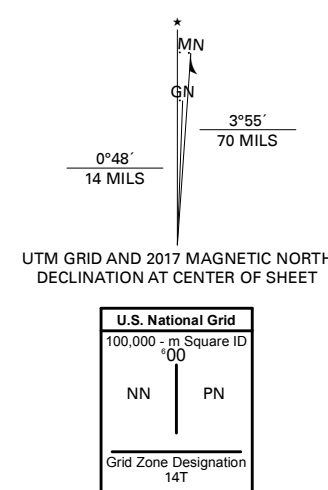 ★
MN
GN
3°55´
70 MILS
0°48´
14 MILS
UTM GRID AND 2017 MAGNETIC NORTH
DECLINATION AT CENTER OF SHEET
U.S. National Grid
100,000 - m Square ID
⁶00
NN PN
Grid Zone Designation
14T